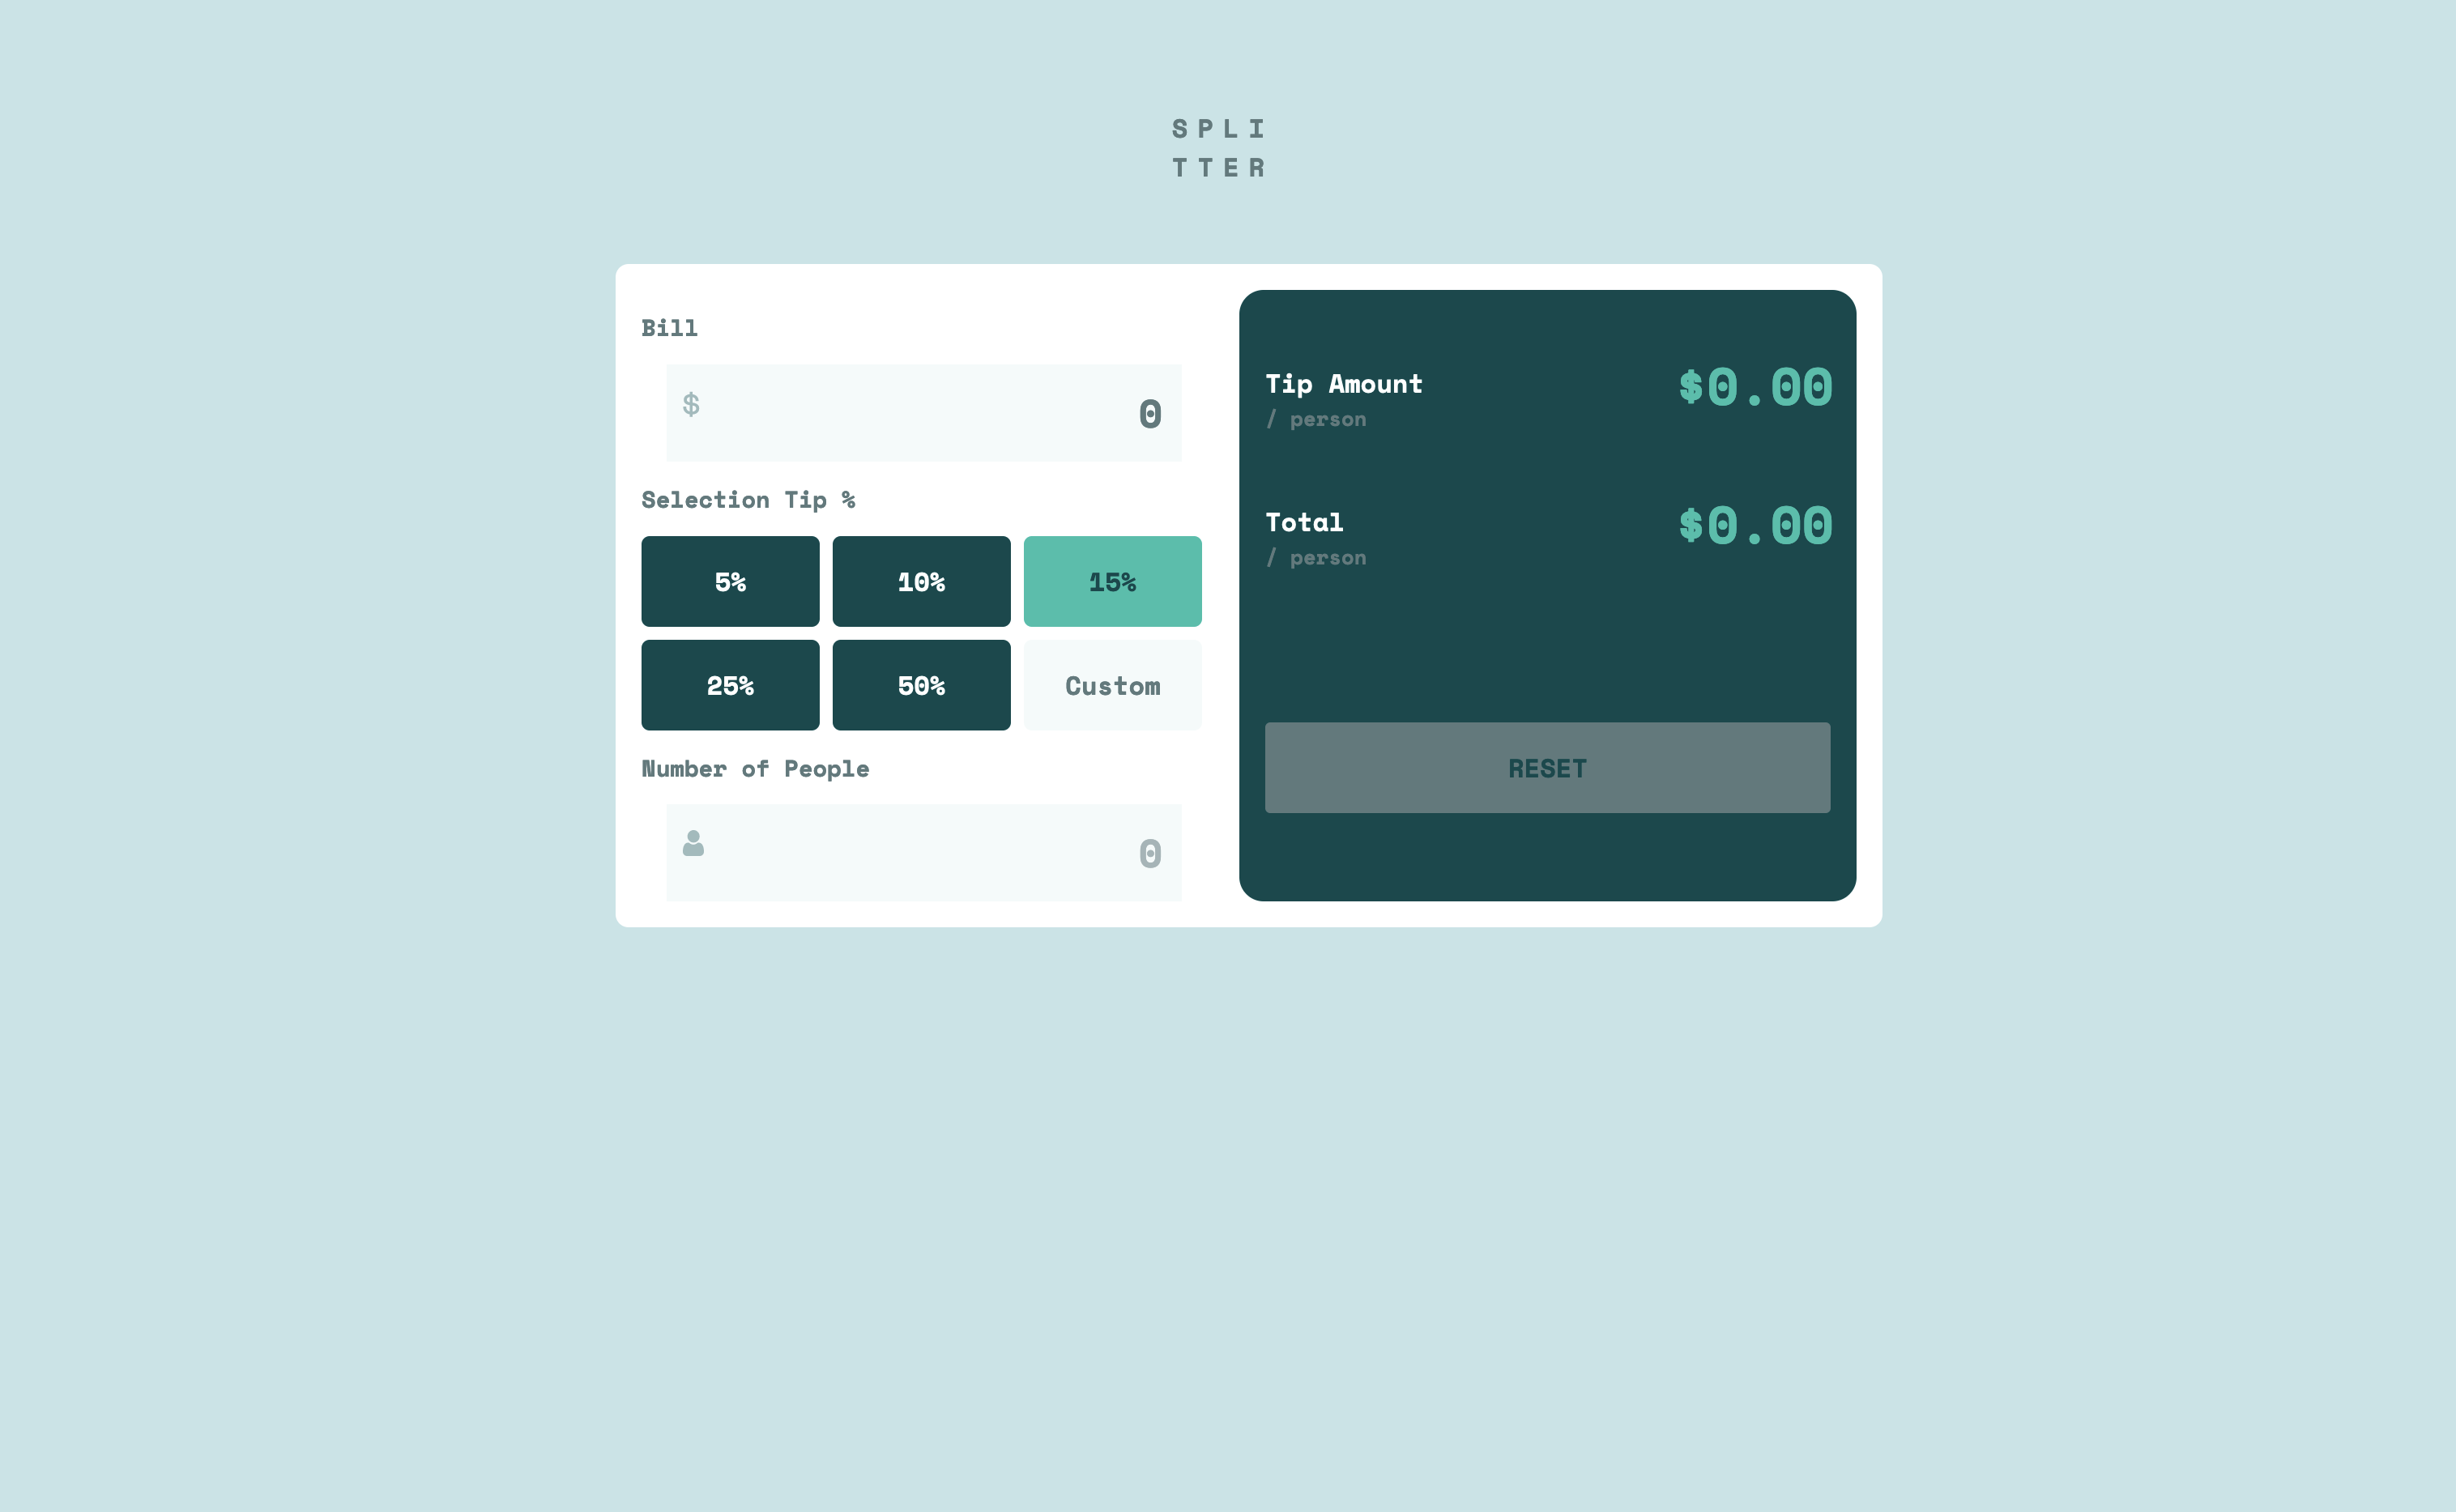 SPLI
TTER
Bill
$ 0
Selection Tip %
5% 10% 15%
25% 50% Custom
Number of People
0
Tip Amount $0.00
/ person
Total $0.00
/ person
RESET